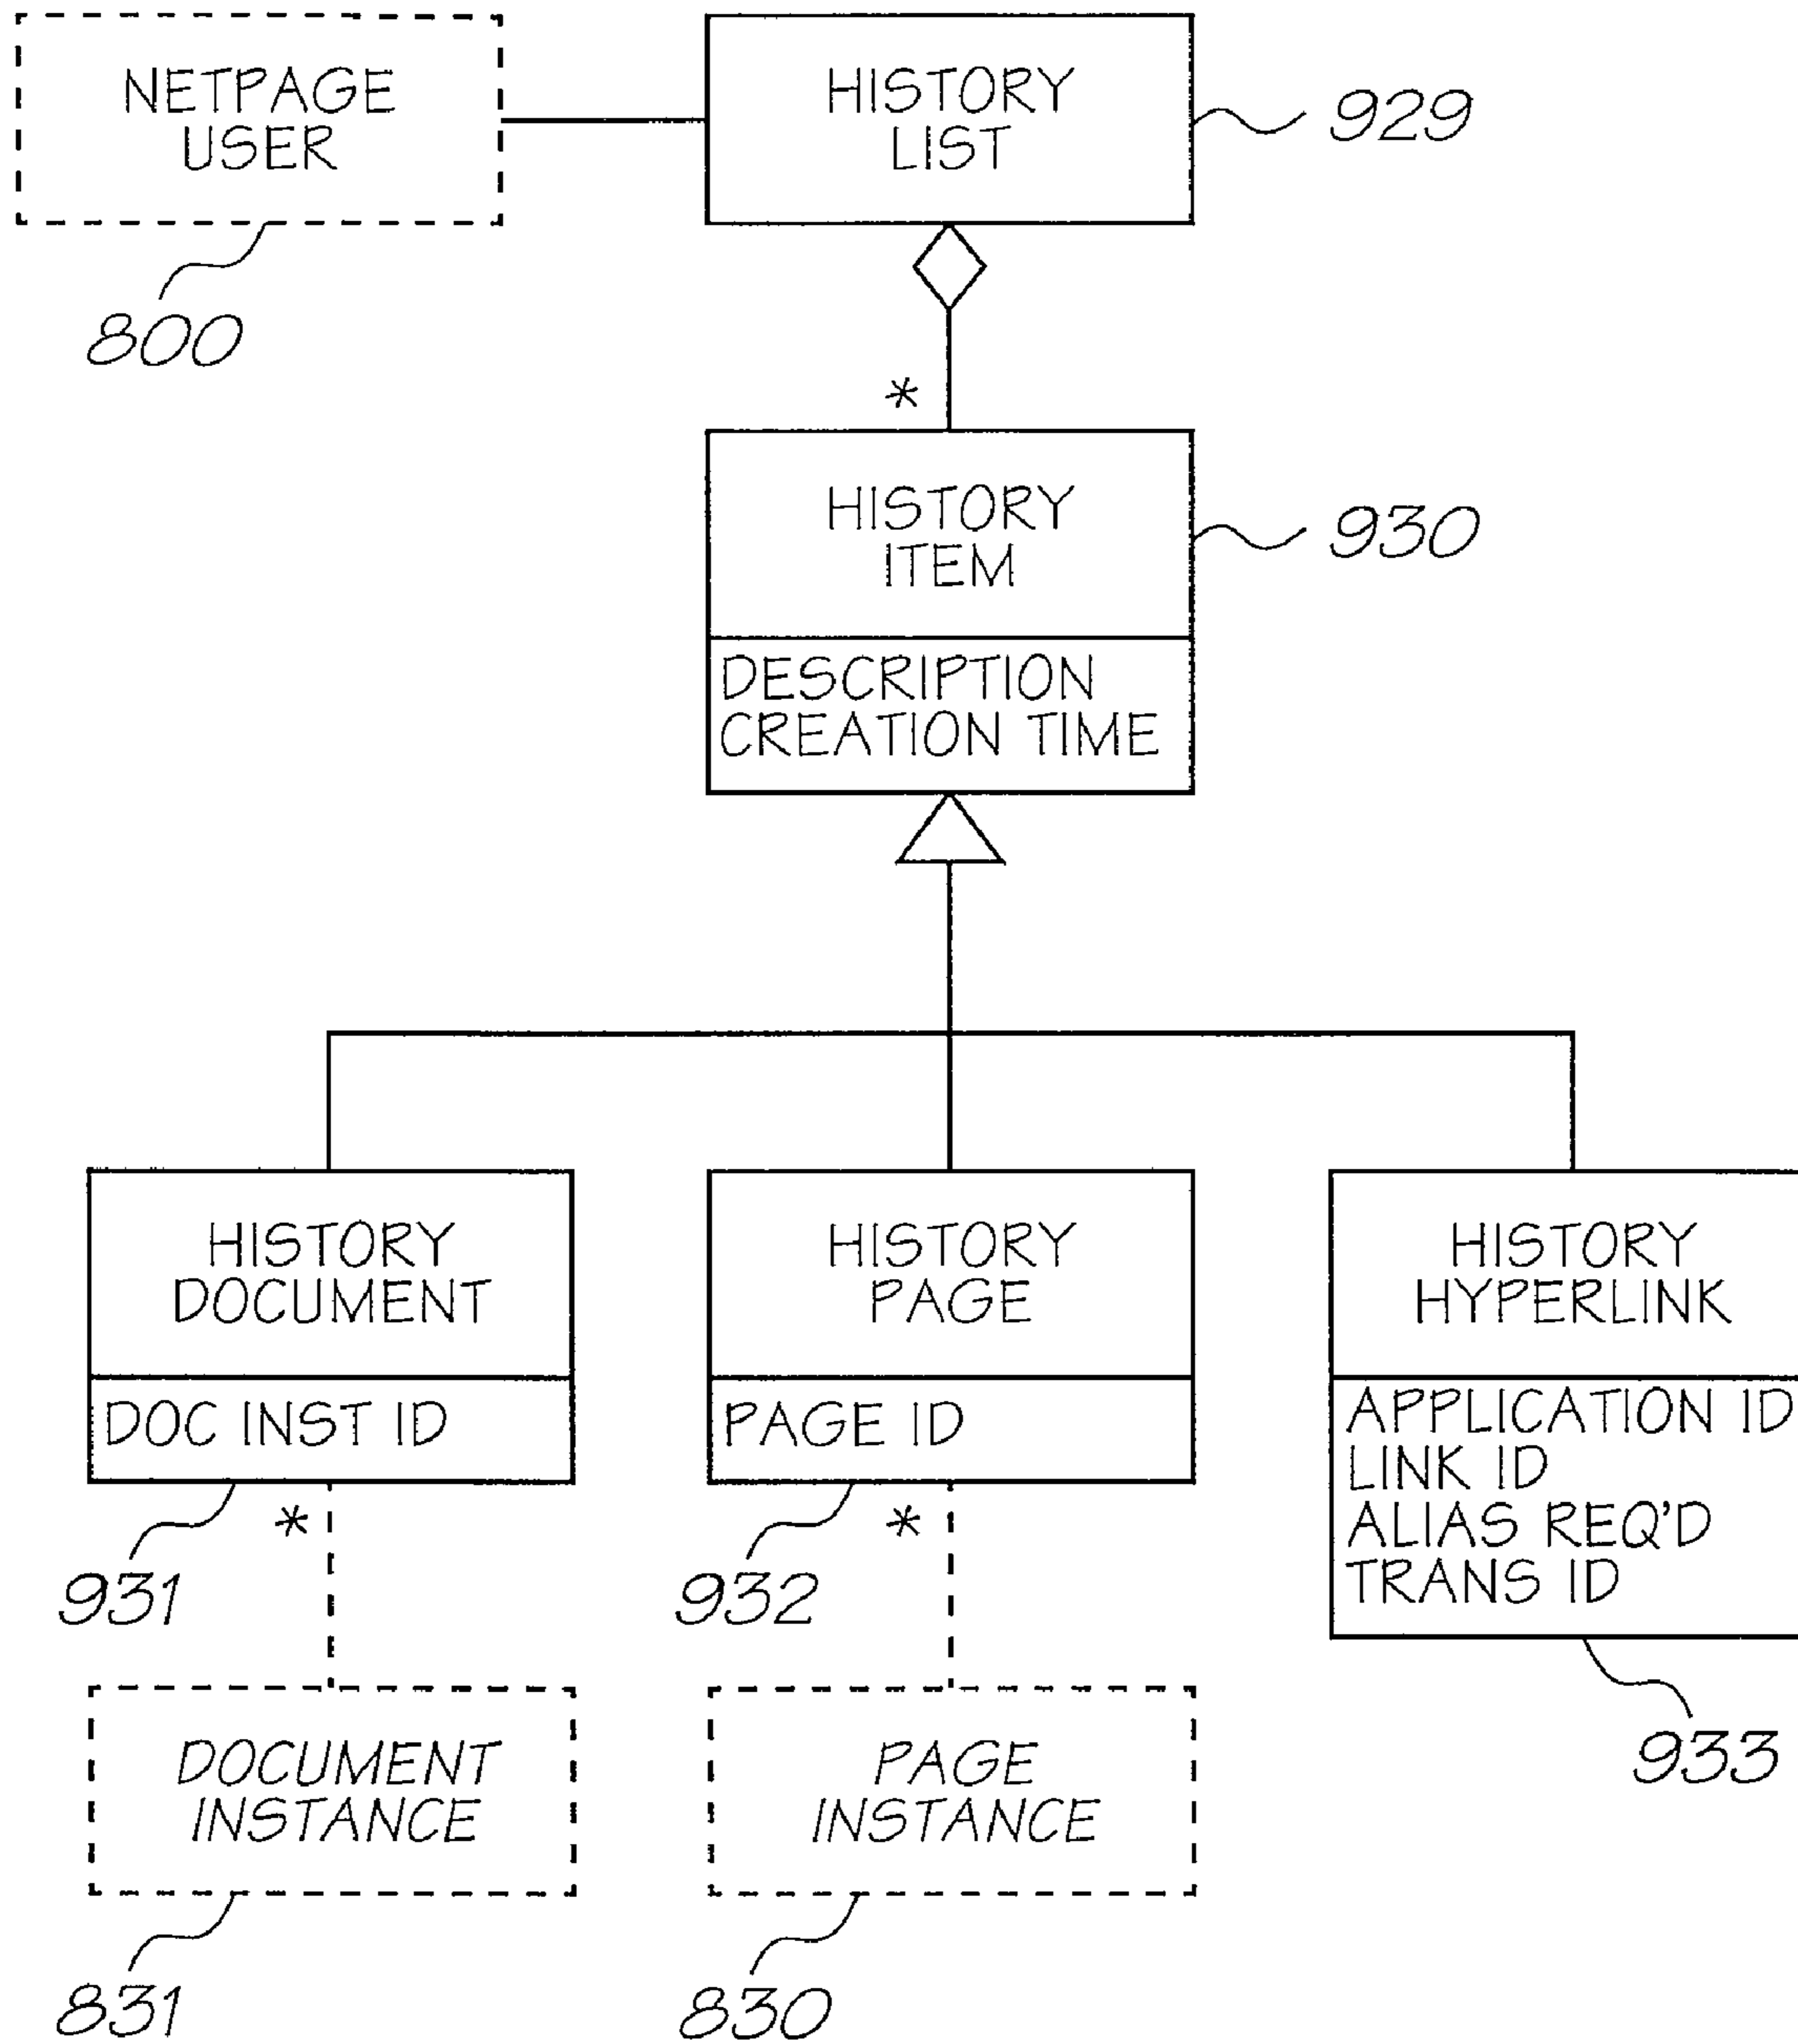 NETPAGE
USER
HISTORY
LIST
929
800
*
HISTORY
ITEM
930
DESCRIPTION
CREATION TIME
HISTORY
DOCUMENT
HISTORY
PAGE
HISTORY
HYPERLINK
DOC INST ID
PAGE ID
APPLICATION ID
LINK ID
ALIAS REQ'D
TRANS ID
*
*
931
932
933
DOCUMENT
INSTANCE
PAGE
INSTANCE
831
830